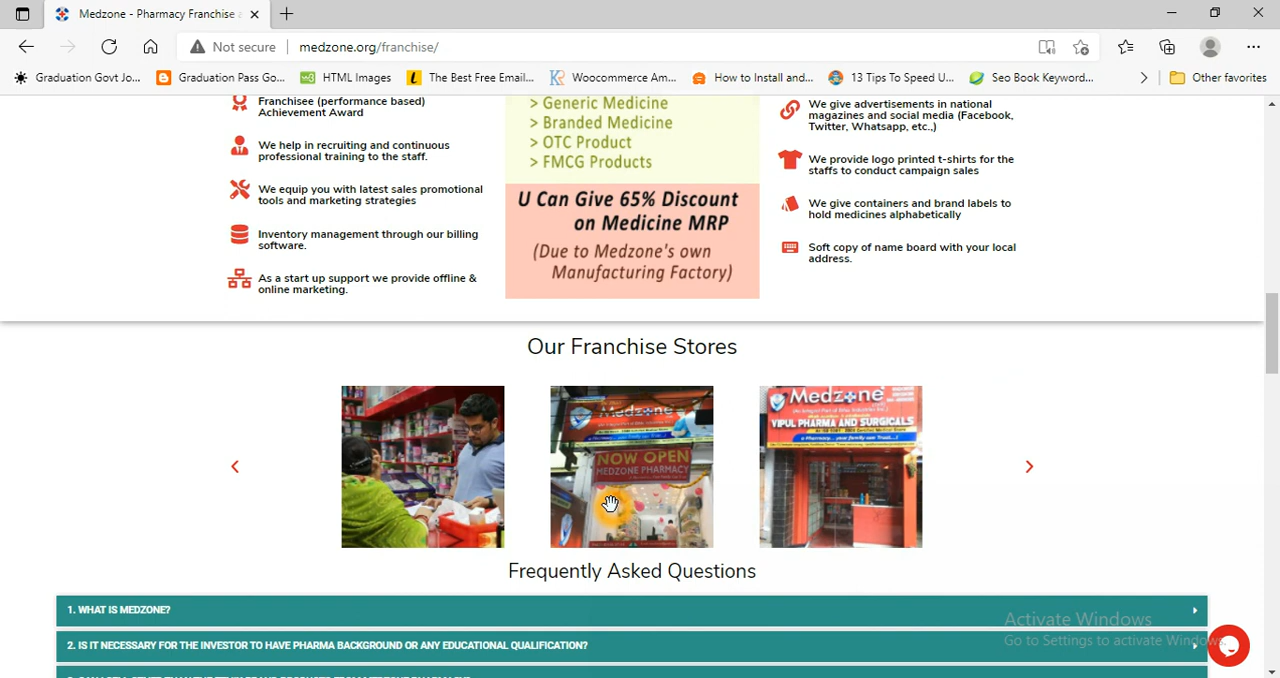 Medzone - Pharmacy Franchise a
Not secure
medzone.org/franchise/
Graduation Govt Jo...
Graduation Pass Go...
HTML Images
The Best Free Email...
Woocommerce Am...
How to Install and...
13 Tips To Speed U...
Seo Book Keyword...
Other favorites
Franchisee (performance based)
Achievement Award
We help in recruiting and continuous
professional training to the staff.
We equip you with latest sales promotional
tools and marketing strategies
Inventory management through our billing
software.
As a start up support we provide offline &
online marketing.
> Generic Medicine
> Branded Medicine
> OTC Product
> FMCG Products
U Can Give 65% Discount
on Medicine MRP
(Due to Medzone's own
Manufacturing Factory)
We give advertisements in national
magazines and social media (Facebook,
Twitter, Whatsapp, etc.,)
We provide logo printed t-shirts for the
staffs to conduct campaign sales
We give containers and brand labels to
hold medicines alphabetically
Soft copy of name board with your local
address.
Our Franchise Stores
Medzone
NOW OPEN
MEDZONE PHARMACY
Medzone
VIPUL PHARMA AND SURGICALS
a Pharmacy... your family can Trust...!
Frequently Asked Questions
1. WHAT IS MEDZONE?
2. IS IT NECESSARY FOR THE INVESTOR TO HAVE PHARMA BACKGROUND OR ANY EDUCATIONAL QUALIFICATION?
Activate Windows
Go to Settings to activate Windows.